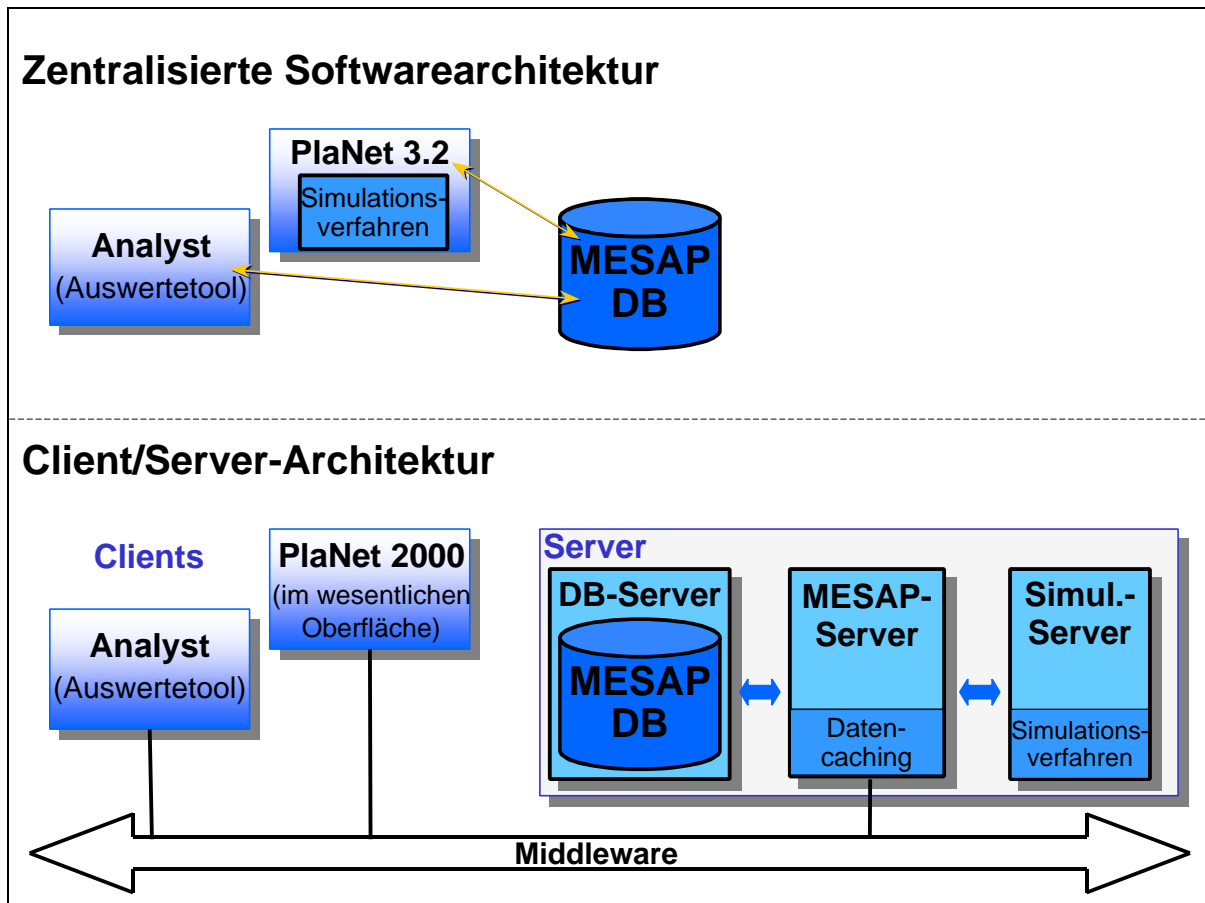 Zentralisierte Softwarearchitektur
PlaNet 3.2
Simulations-
verfahren
Analyst
(Auswertetool)
MESAP
DB
Client/Server-Architektur
Clients
PlaNet 2000
(im wesentlichen
Oberfläche)
Analyst
(Auswertetool)
Server
DB-Server
MESAP
DB
MESAP-
Server
Daten-
caching
Simul.-
Server
Simulations-
verfahren
Middleware